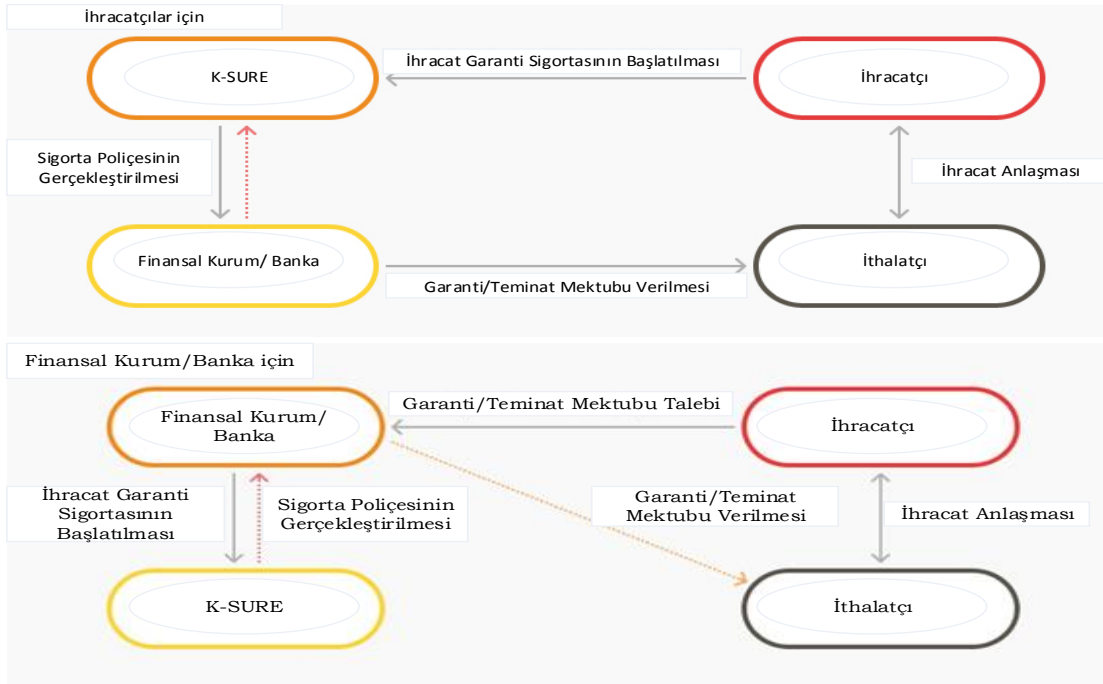 İhracatçılar için
K-SURE
İhracat Garanti Sigortasının Başlatılması
İhracatçı
Sigorta Poliçesinin
Gerçekleştirilmesi
İhracat Anlaşması
Finansal Kurum/ Banka
Garanti/Teminat Mektubu Verilmesi
İthalatçı
Finansal Kurum/Banka için
Finansal Kurum/
Banka
Garanti/Teminat Mektubu Talebi
İhracatçı
İhracat Garanti
Sigortasının
Başlatılması
Sigorta Poliçesinin
Gerçekleştirilmesi
Garanti/Teminat
Mektubu Verilmesi
İhracat Anlaşması
K-SURE
İthalatçı